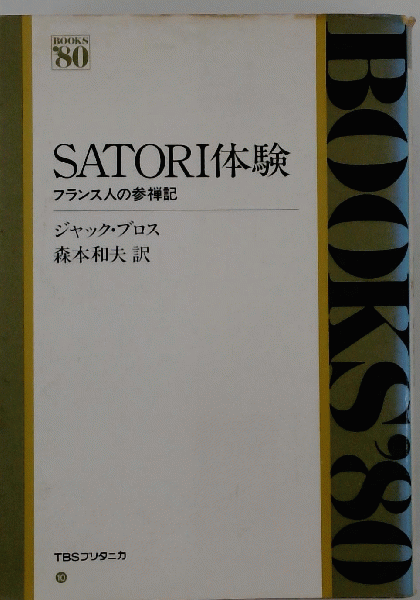 BOOKS
'80
SATORI体験
フランス人の参禅記
ジャック・ブロス
森本和夫 訳
TBSブリタニカ
10
BOOKS'80